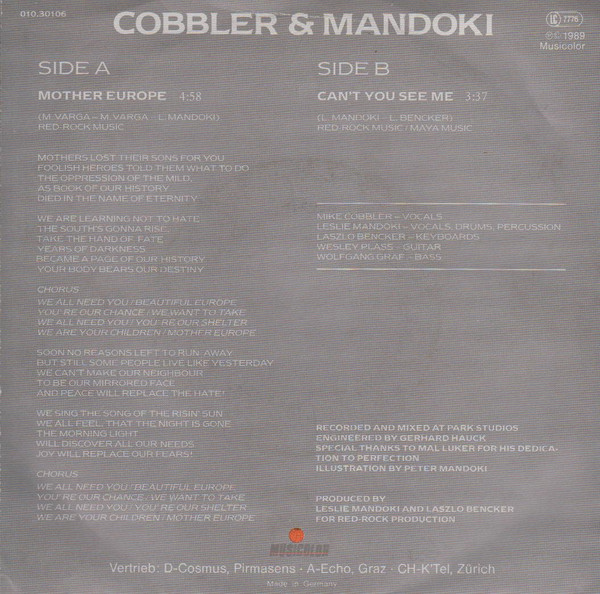 010.30106
COBBLER & MANDOKI
LC 7776
Ⓟ© 1989
Musicolor
SIDE A
MOTHER EUROPE 4:58
(M. VARGA – M. VARGA – L. MANDOKI)
RED-ROCK MUSIC
MOTHERS LOST THEIR SONS FOR YOU
FOOLISH HEROES TOLD THEM WHAT TO DO
THE OPPRESSION OF THE MILD,
AS BOOK OF OUR HISTORY
DIED IN THE NAME OF ETERNITY
WE ARE LEARNING NOT TO HATE
THE SOUTH'S GONNA RISE,
TAKE THE HAND OF FATE
YEARS OF DARKNESS
BECAME A PAGE OF OUR HISTORY
YOUR BODY BEARS OUR DESTINY
CHORUS
WE ALL NEED YOU / BEAUTIFUL EUROPE
YOU'RE OUR CHANCE / WE WANT TO TAKE
WE ALL NEED YOU / YOU'RE OUR SHELTER
WE ARE YOUR CHILDREN / MOTHER EUROPE
SOON NO REASONS LEFT TO RUN AWAY
BUT STILL SOME PEOPLE LIVE LIKE YESTERDAY
WE CAN'T MAKE OUR NEIGHBOUR
TO BE OUR MIRRORED FACE
AND PEACE WILL REPLACE THE HATE!
WE SING THE SONG OF THE RISIN' SUN
WE ALL FEEL, THAT THE NIGHT IS GONE
THE MORNING LIGHT
WILL DISCOVER ALL OUR NEEDS
JOY WILL REPLACE OUR FEARS!
CHORUS
WE ALL NEED YOU / BEAUTIFUL EUROPE
YOU'RE OUR CHANCE / WE WANT TO TAKE
WE ALL NEED YOU / YOU'RE OUR SHELTER
WE ARE YOUR CHILDREN / MOTHER EUROPE
SIDE B
CAN'T YOU SEE ME 3:37
(L. MANDOKI – L. BENCKER)
RED-ROCK MUSIC / MAYA MUSIC
MIKE COBBLER – VOCALS
LESLIE MANDOKI – VOCALS, DRUMS, PERCUSSION
LASZLO BENCKER – KEYBOARDS
WESLEY PLASS – GUITAR
WOLFGANG GRAF – BASS
RECORDED AND MIXED AT PARK STUDIOS
ENGINEERED BY GERHARD HAUCK
SPECIAL THANKS TO MAL LUKER FOR HIS DEDICA-
TION TO PERFECTION
ILLUSTRATION BY PETER MANDOKI
PRODUCED BY
LESLIE MANDOKI AND LASZLO BENCKER
FOR RED-ROCK PRODUCTION
MUSICOLOR
Vertrieb: D-Cosmus, Pirmasens · A-Echo, Graz · CH-K'Tel, Zürich
Made in Germany